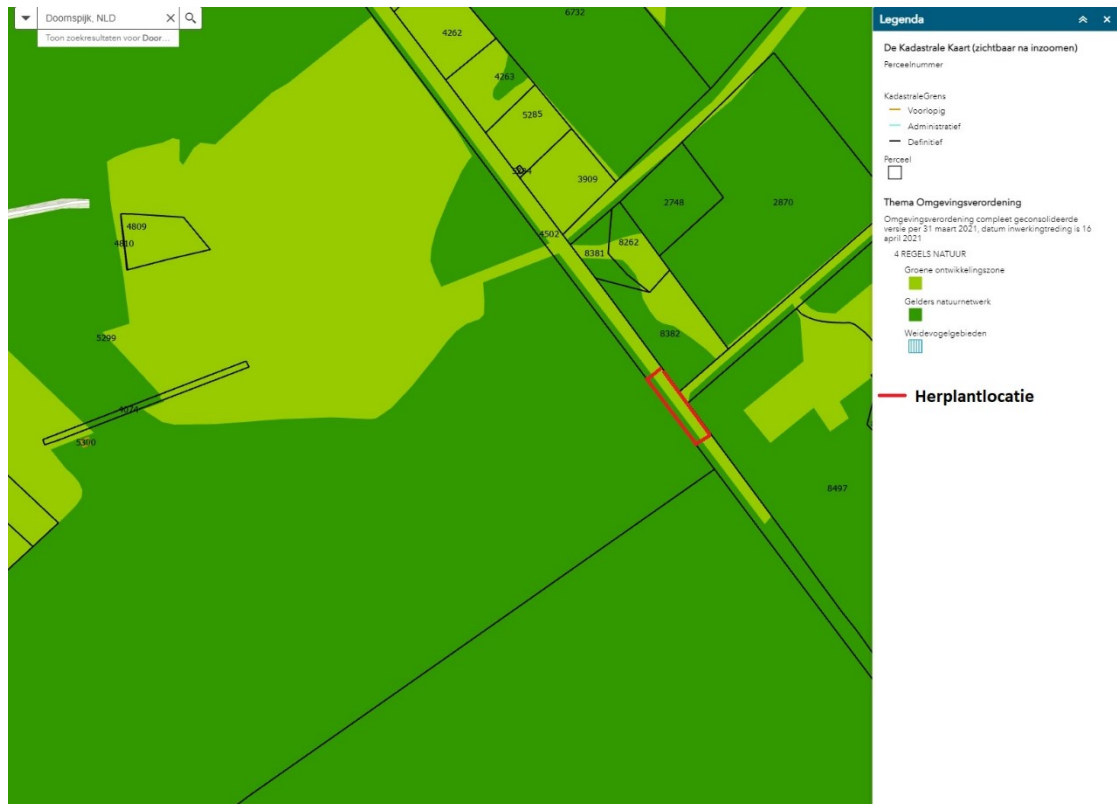 Doornspijk, NLD
Toon zoekresultaten voor Door...
6732
4262
4263
5285
3909
2748
2870
4809
4810
4502
8262
8381
5299
8382
4074
5300
8497
Legenda
De Kadastrale Kaart (zichtbaar na inzoomen)
Perceelnummer
KadastraleGrens
Voorlopig
Administratief
Definitief
Perceel
Thema Omgevingsverordening
Omgevingsverordening compleet geconsolideerde
versie per 31 maart 2021, datum inwerkingtreding is 16
april 2021
4 REGELS NATUUR
Groene ontwikkelingszone
Gelders natuurnetwerk
Weidevogelgebieden
Herplantlocatie